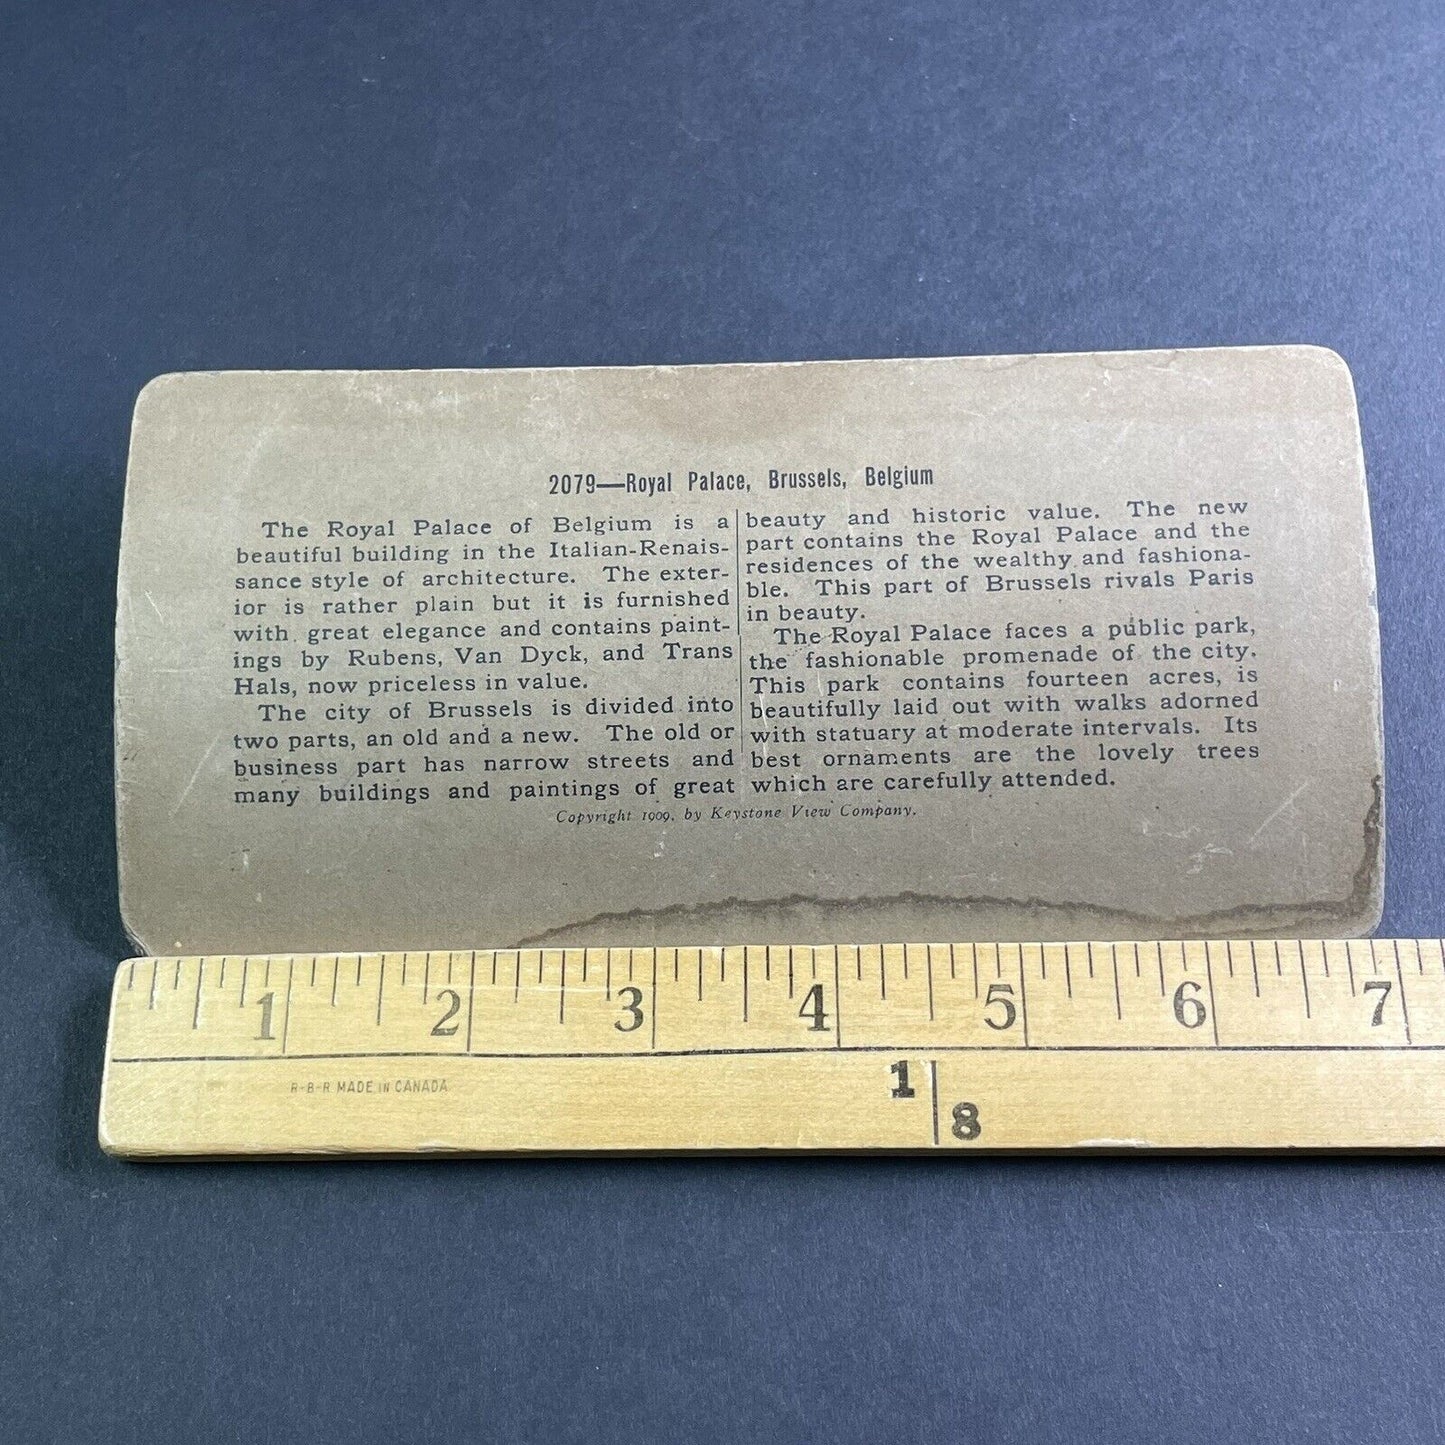 2079—Royal Palace, Brussels, Belgium
The Royal Palace of Belgium is a
beautiful building in the Italian-Renais-
sance style of architecture. The exter-
ior is rather plain but it is furnished
with great elegance and contains paint-
ings by Rubens, Van Dyck, and Trans
Hals, now priceless in value.
The city of Brussels is divided into
two parts, an old and a new. The old or
business part has narrow streets and
many buildings and paintings of great
beauty and historic value. The new
part contains the Royal Palace and the
residences of the wealthy and fashiona-
ble. This part of Brussels rivals Paris
in beauty.
The Royal Palace faces a public park,
the fashionable promenade of the city.
This park contains fourteen acres, is
beautifully laid out with walks adorned
with statuary at moderate intervals. Its
best ornaments are the lovely trees
which are carefully attended.
Copyright 1909, by Keystone View Company.
1 2 3 4 5 6 7
R-B-R MADE IN CANADA
1
8